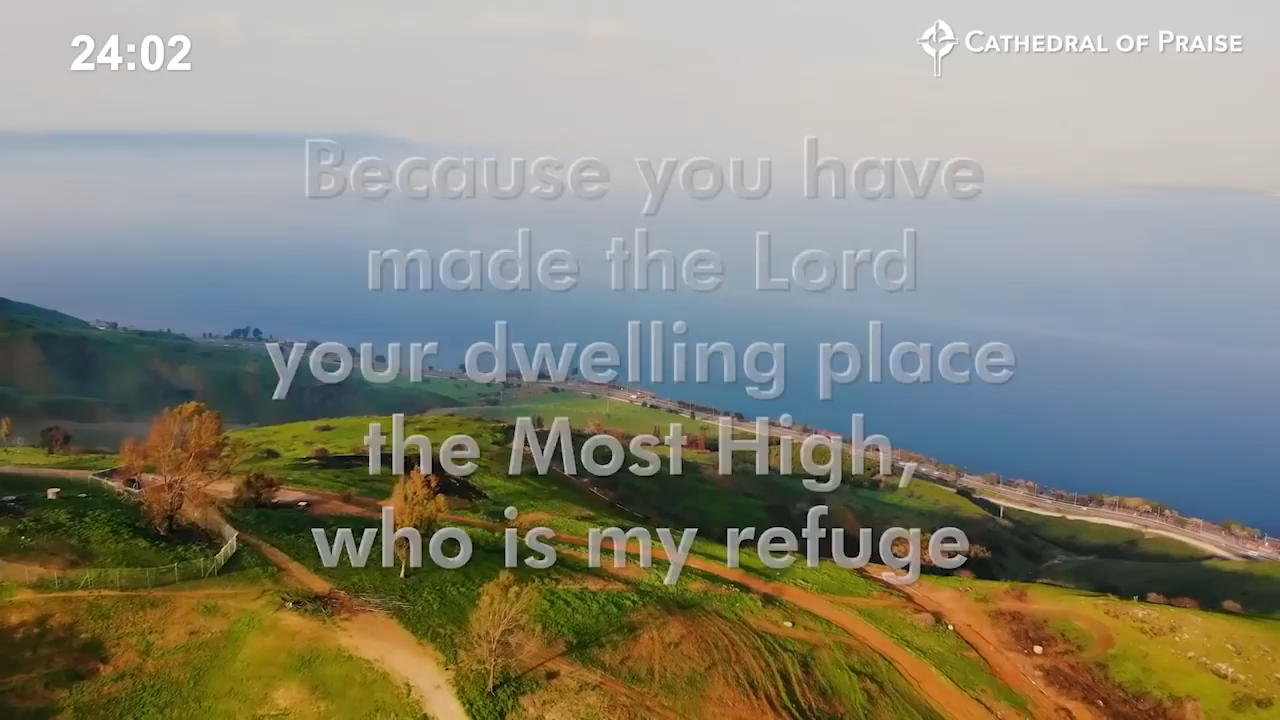 24:02
Cathedral of Praise
Because you have
made the Lord
your dwelling place
the Most High,
who is my refuge